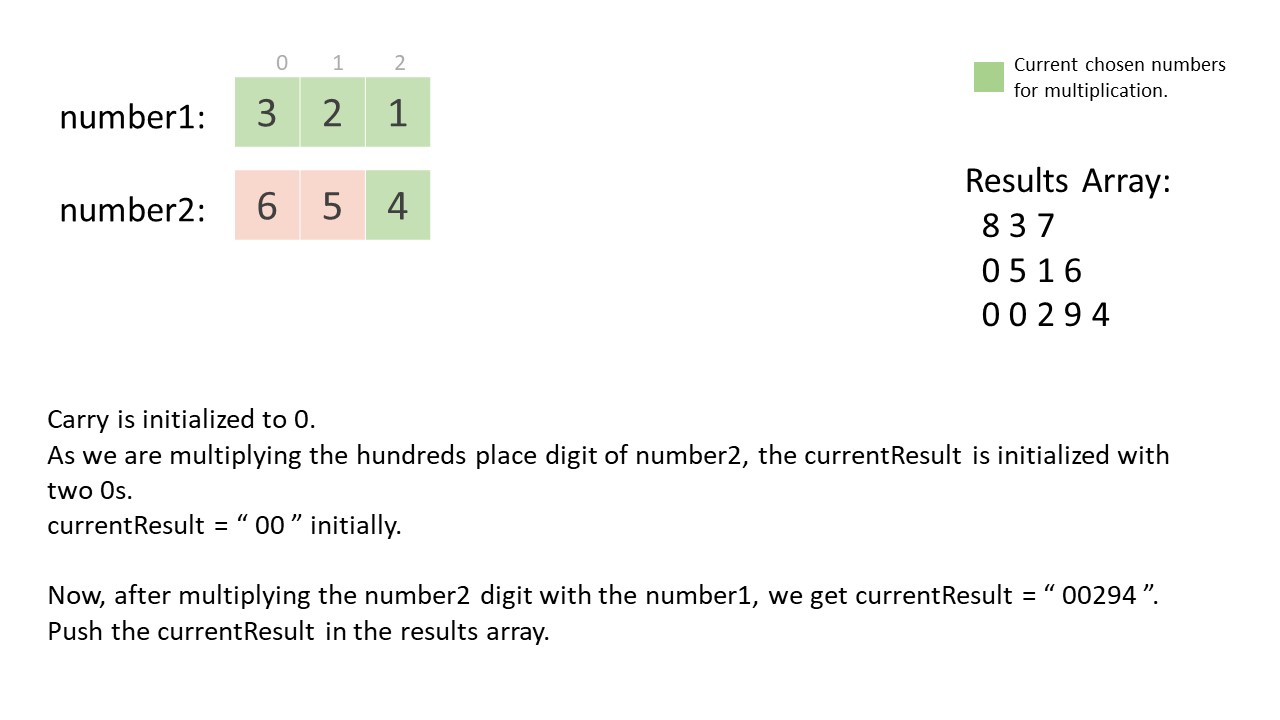 0 1 2
number1: 3 2 1
number2: 6 5 4
Current chosen numbers
for multiplication.
Results Array:
8 3 7
0 5 1 6
0 0 2 9 4
Carry is initialized to 0.
As we are multiplying the hundreds place digit of number2, the currentResult is initialized with
two 0s.
currentResult = “ 00 ” initially.
Now, after multiplying the number2 digit with the number1, we get currentResult = “ 00294 ”.
Push the currentResult in the results array.